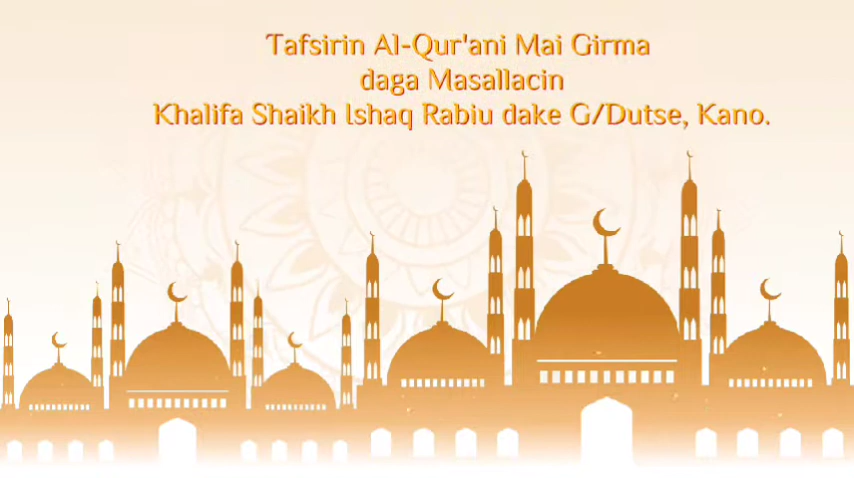 Tafsirin Al-Qur'ani Mai Girma
daga Masallacin
Khalifa Shaikh Ishaq Rabiu dake G/Dutse, Kano.